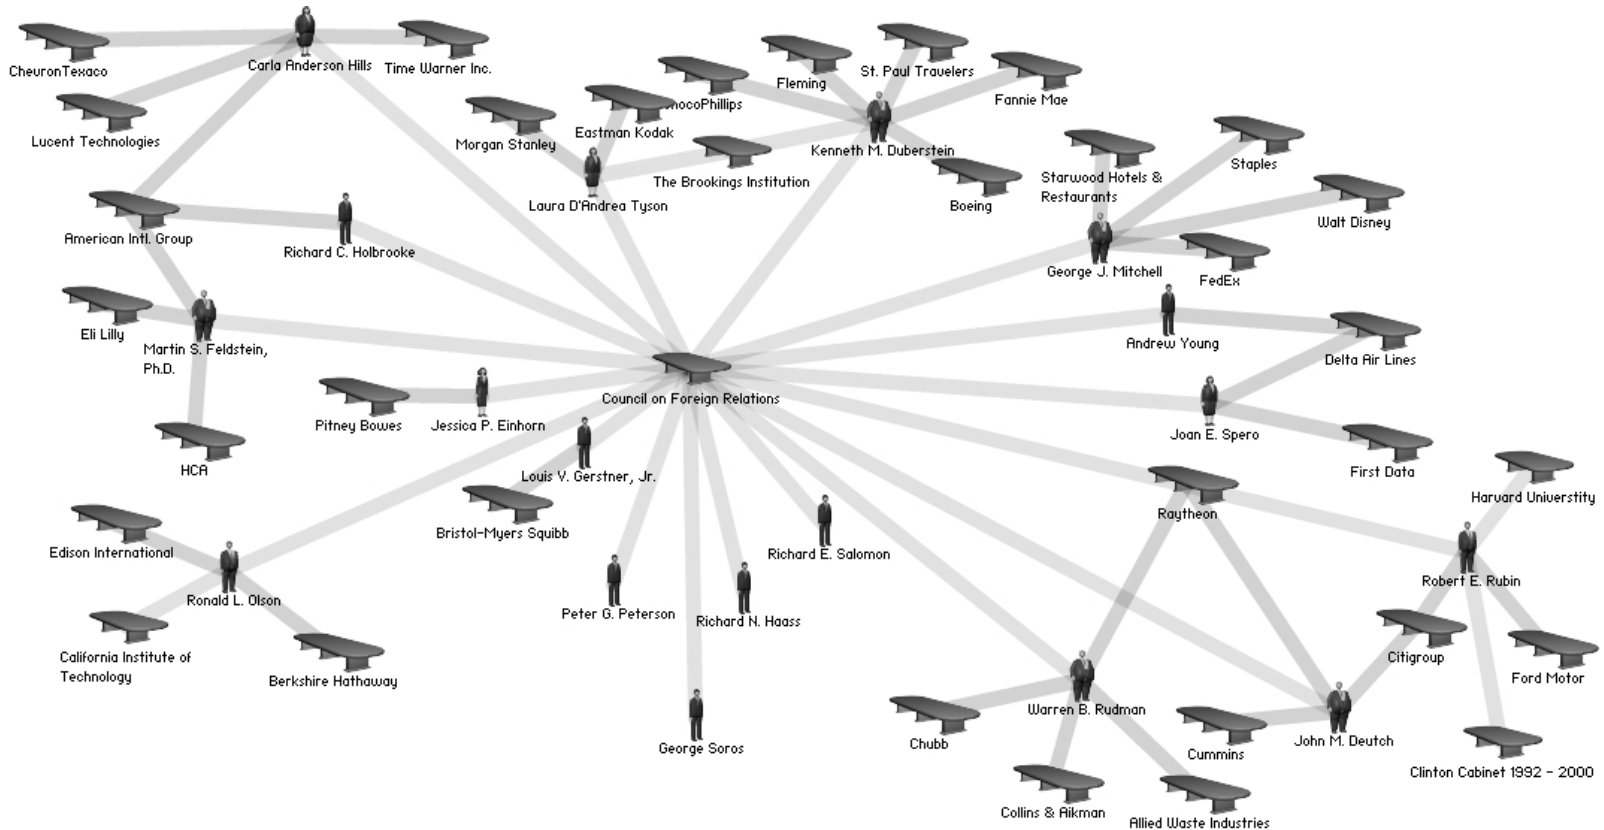 ChevronTexaco
Carla Anderson Hills
Time Warner Inc.
Lucent Technologies
Morgan Stanley
Eastman Kodak
nocoPhillips
Fleming
St. Paul Travelers
Fannie Mae
Kenneth M. Duberstein
The Brookings Institution
Laura D'Andrea Tyson
Boeing
Starwood Hotels &
Restaurants
Staples
Walt Disney
George J. Mitchell
FedEx
American Intl. Group
Richard C. Holbrooke
Eli Lilly
Martin S. Feldstein,
Ph.D.
Andrew Young
Delta Air Lines
Council on Foreign Relations
Pitney Bowes
Jessica P. Einhorn
Joan E. Spero
HCA
Louis V. Gerstner, Jr.
First Data
Harvard Universtity
Raytheon
Bristol-Myers Squibb
Edison International
Richard E. Salomon
Robert E. Rubin
Ronald L. Olson
Peter G. Peterson
Richard N. Haass
California Institute of
Technology
Berkshire Hathaway
Citigroup
Ford Motor
Warren B. Rudman
George Soros
Chubb
Cummins
John M. Deutch
Clinton Cabinet 1992 - 2000
Collins & Aikman
Allied Waste Industries